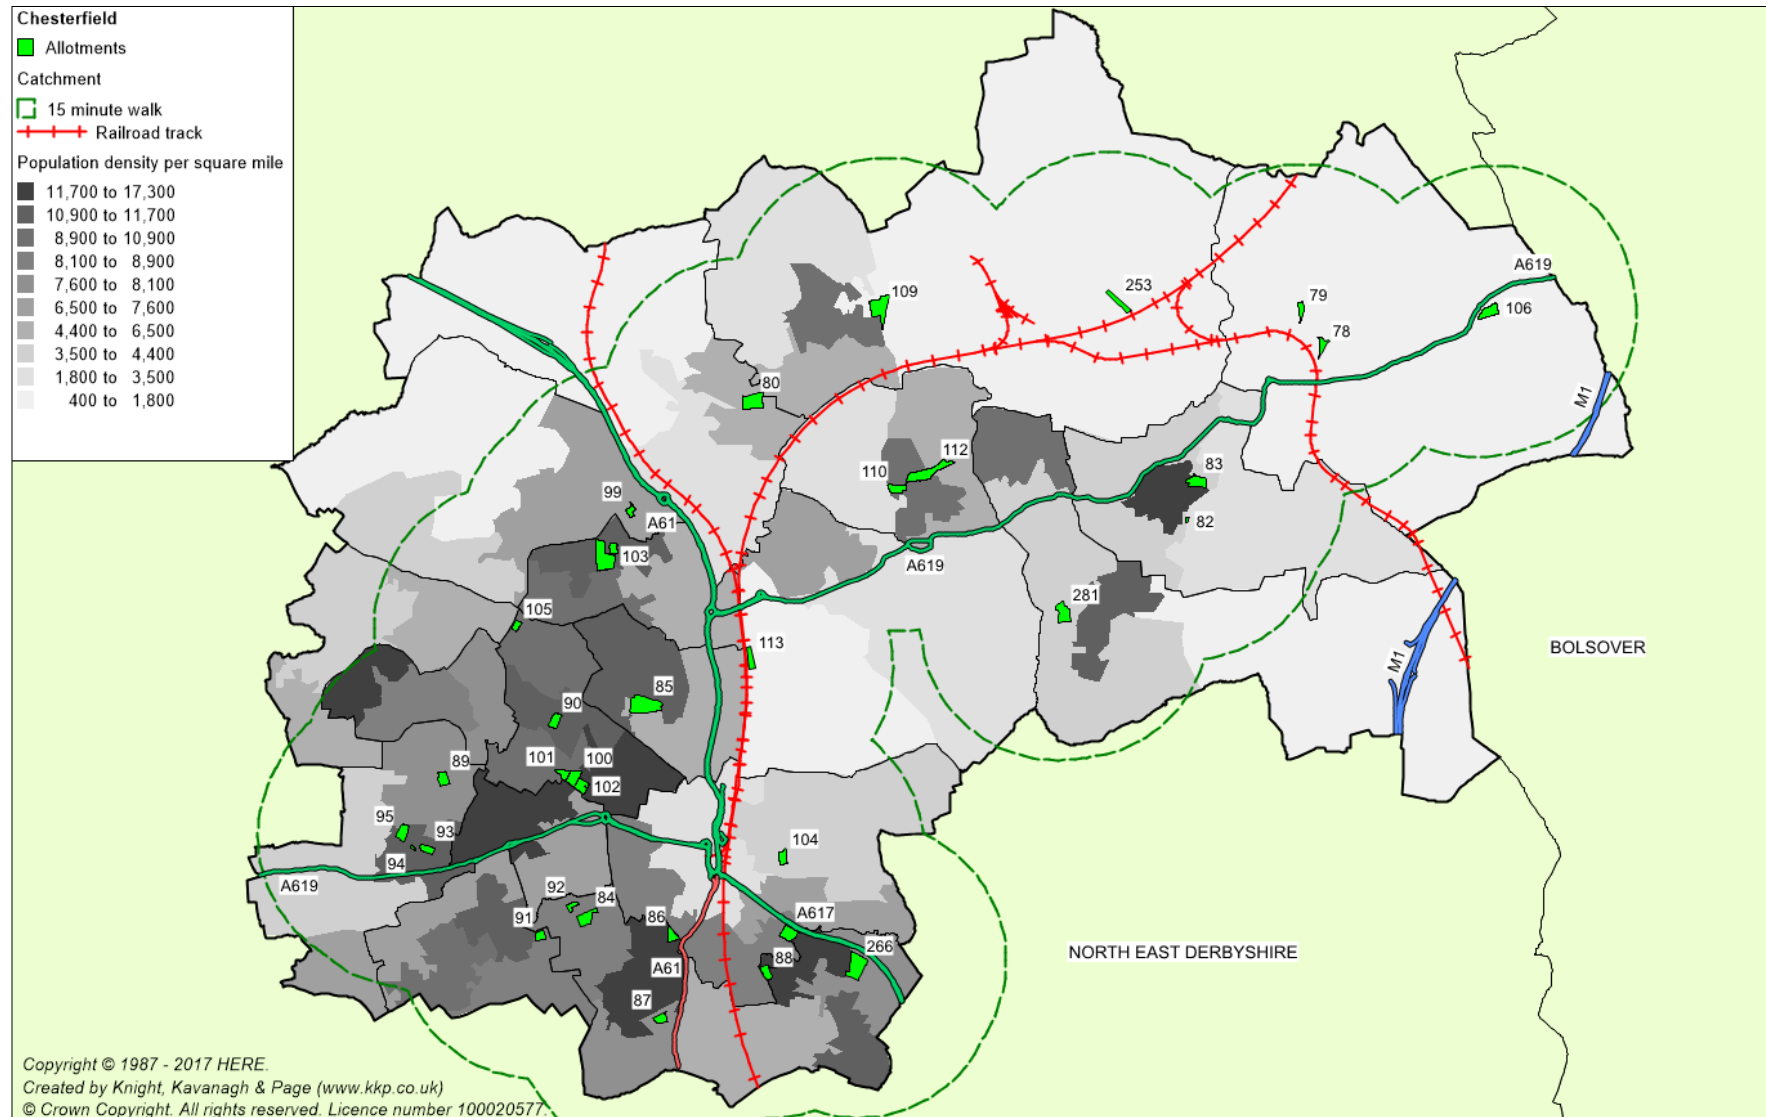 Chesterfield
Allotments
Catchment
15 minute walk
Railroad track
Population density per square mile
11,700 to 17,300
10,900 to 11,700
8,900 to 10,900
8,100 to 8,900
7,600 to 8,100
6,500 to 7,600
4,400 to 6,500
3,500 to 4,400
1,800 to 3,500
400 to 1,800
A619
109
253
79
106
78
80
M1
112
110
83
99
A61
82
103
A619
281
105
113
BOLSOVER
M1
85
90
101
100
89
102
95
93
104
94
A619
92
84
91
86
A617
266
NORTH EAST DERBYSHIRE
88
A61
87
Copyright © 1987 - 2017 HERE.
Created by Knight, Kavanagh & Page (www.kkp.co.uk)
© Crown Copyright. All rights reserved. Licence number 100020577.